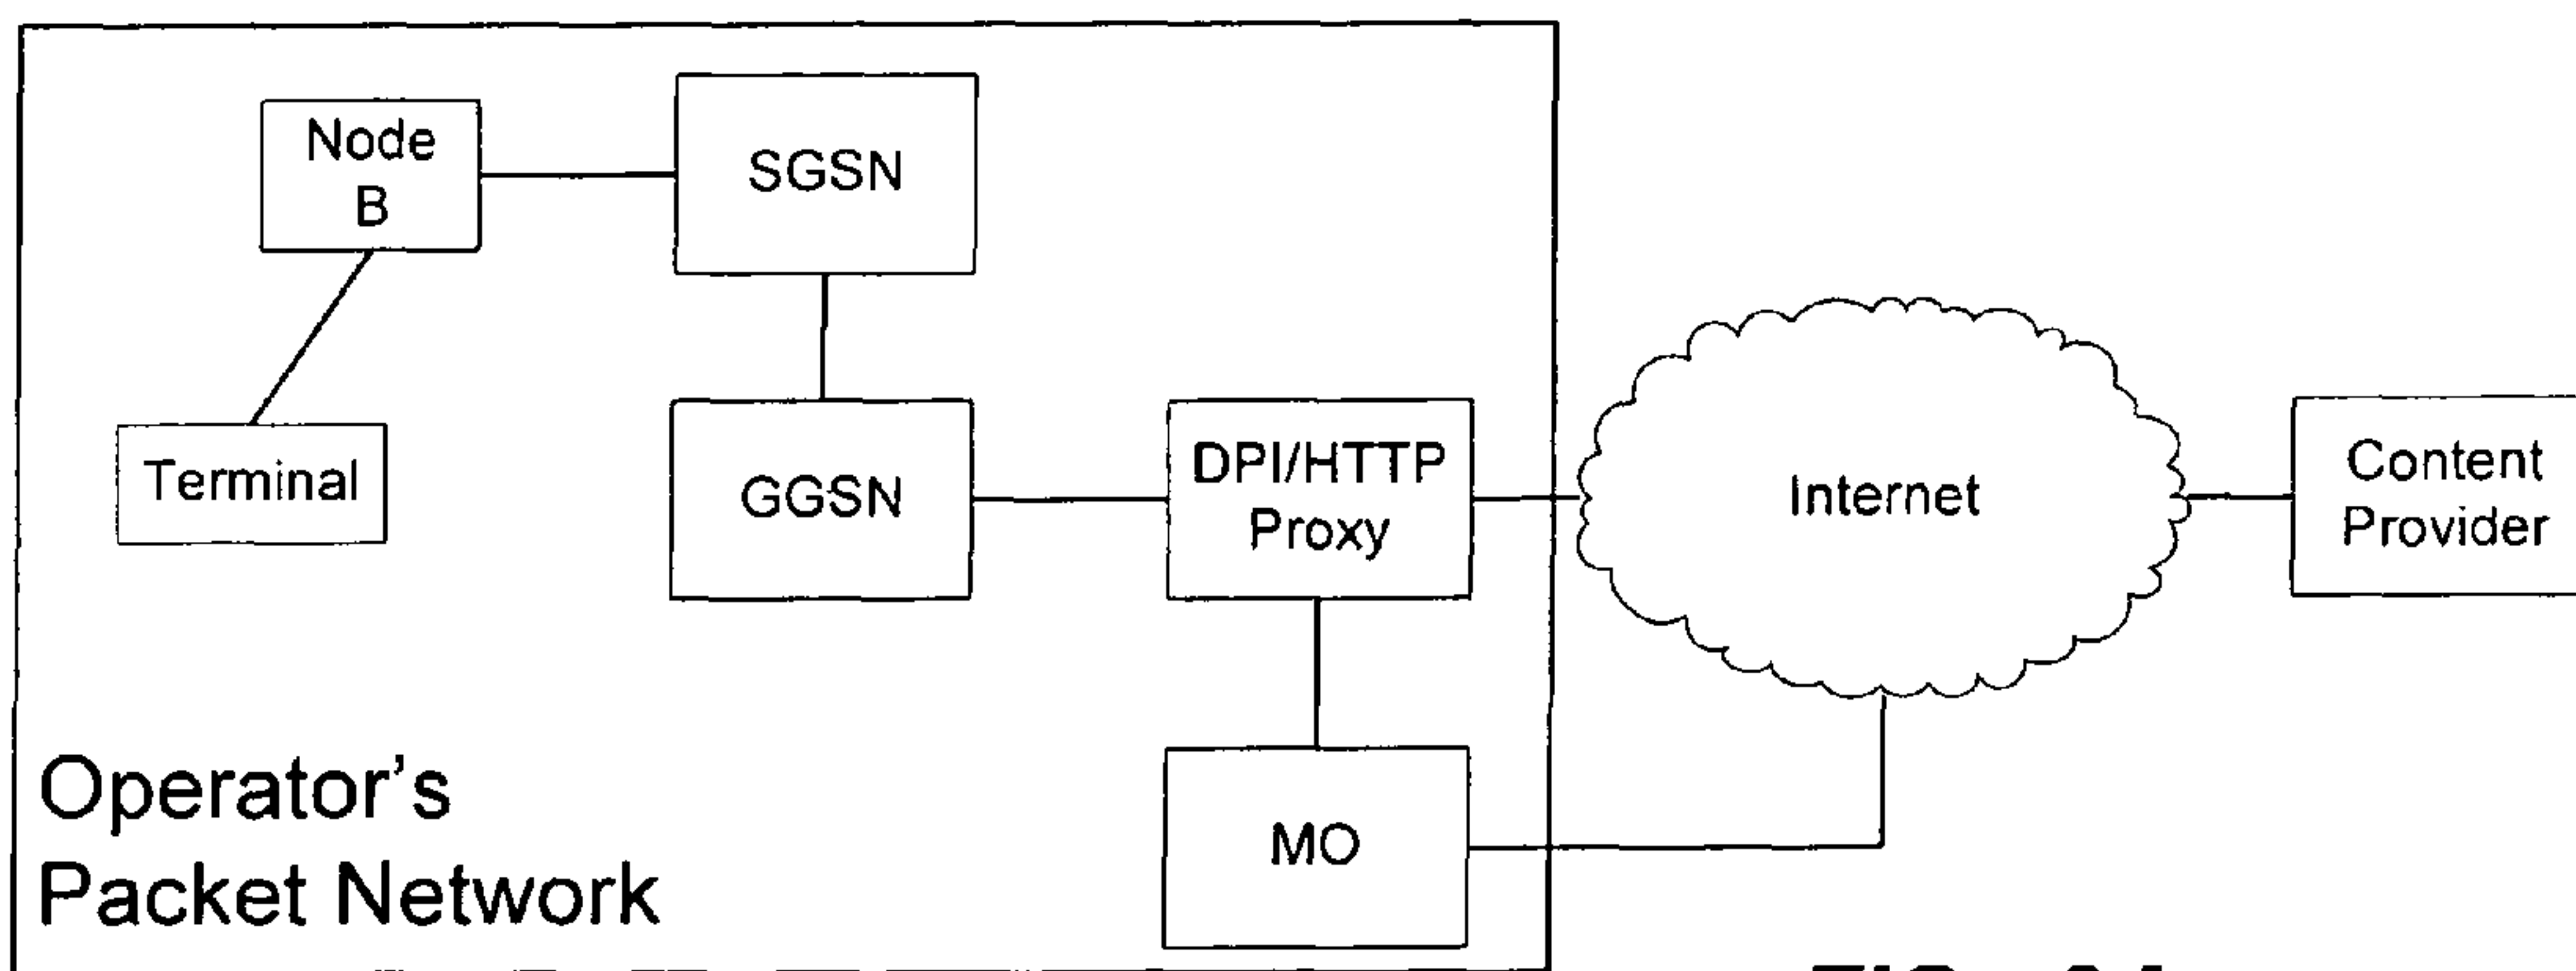 Node
B
SGSN
Terminal
GGSN
DPI/HTTP
Proxy
Internet
Content
Provider
MO
Operator's
Packet Network